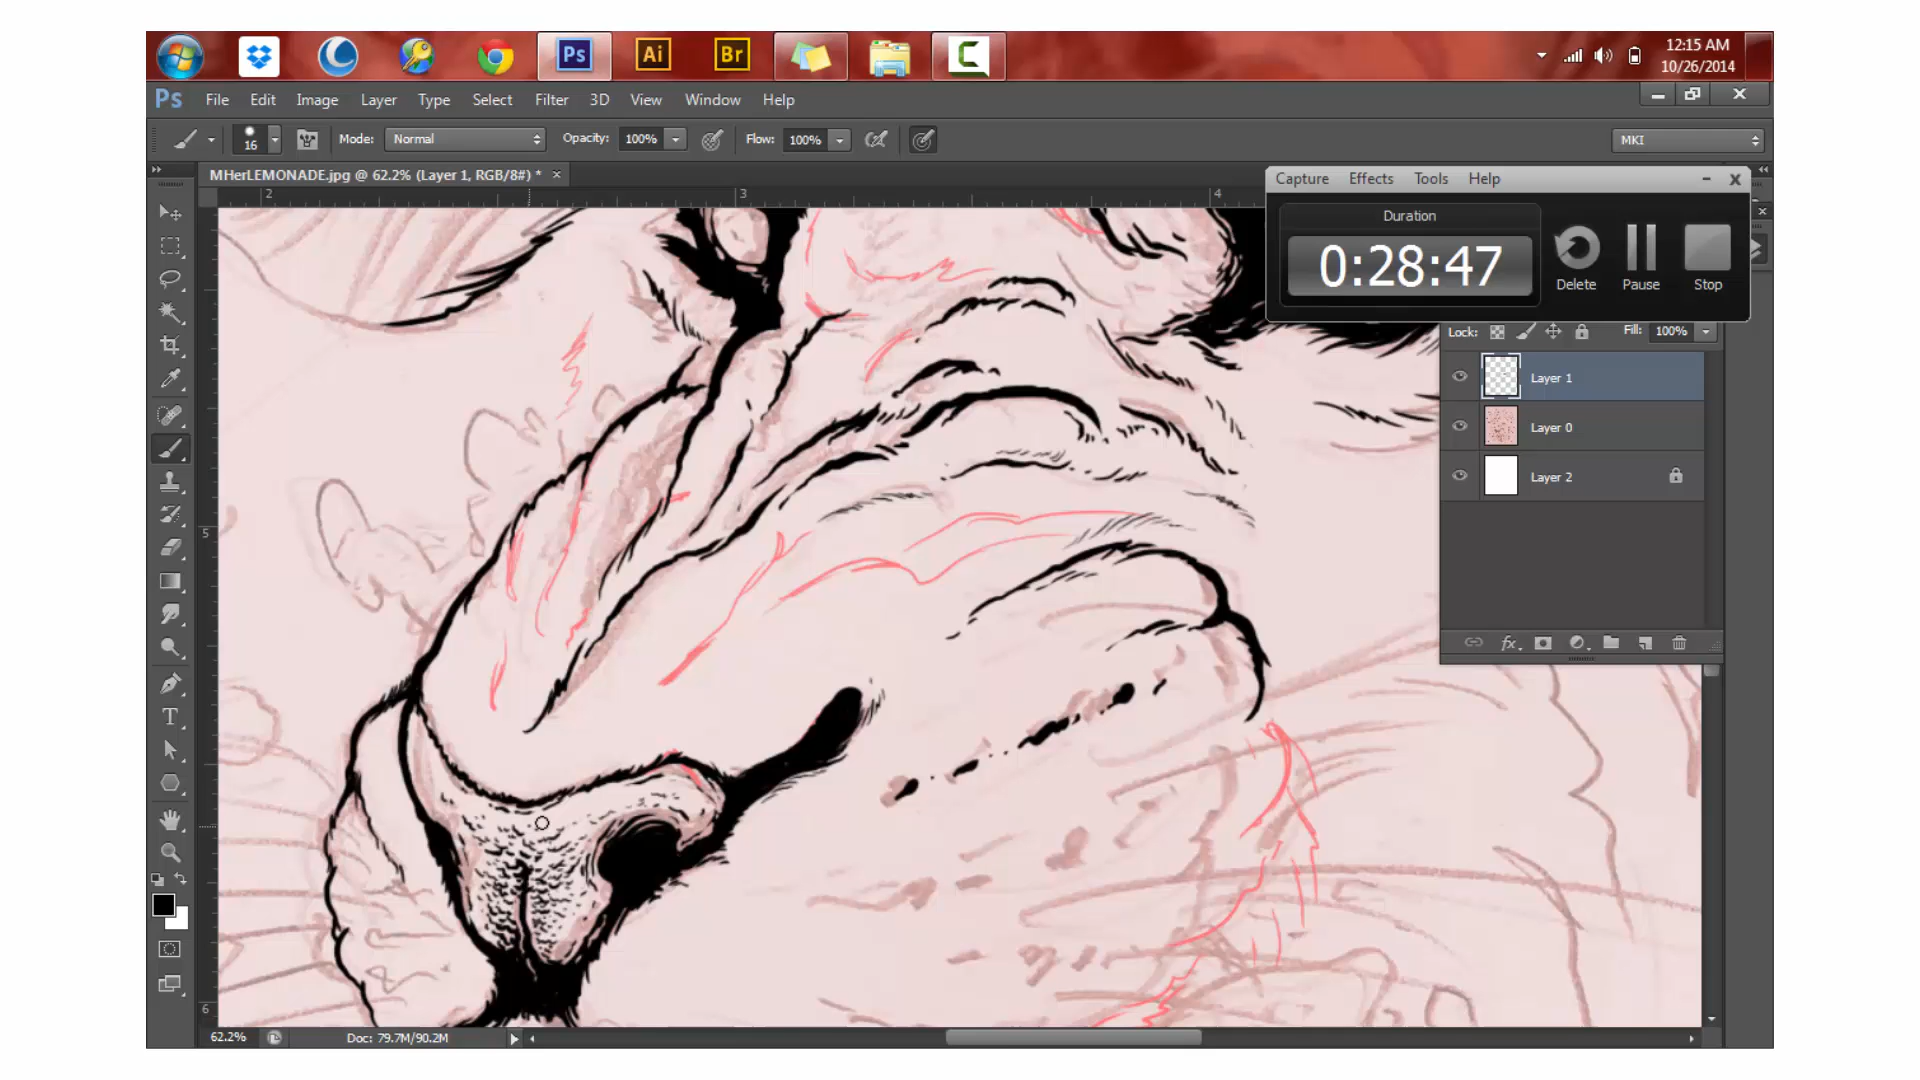 Ps Ai Br C 12:15 AM
10/26/2014
Ps File Edit Image Layer Type Select Filter 3D View Window Help
16 Mode: Normal Opacity: 100% Flow: 100% MKI
MHerLEMONADE.jpg @ 62.2% (Layer 1, RGB/8#) *
2 3 4
Capture Effects Tools Help
Duration
0:28:47
Delete Pause Stop
Lock: Fill: 100%
Layer 1
Layer 0
Layer 2
5
fx
T
6
62.2% Doc: 79.7M/90.2M